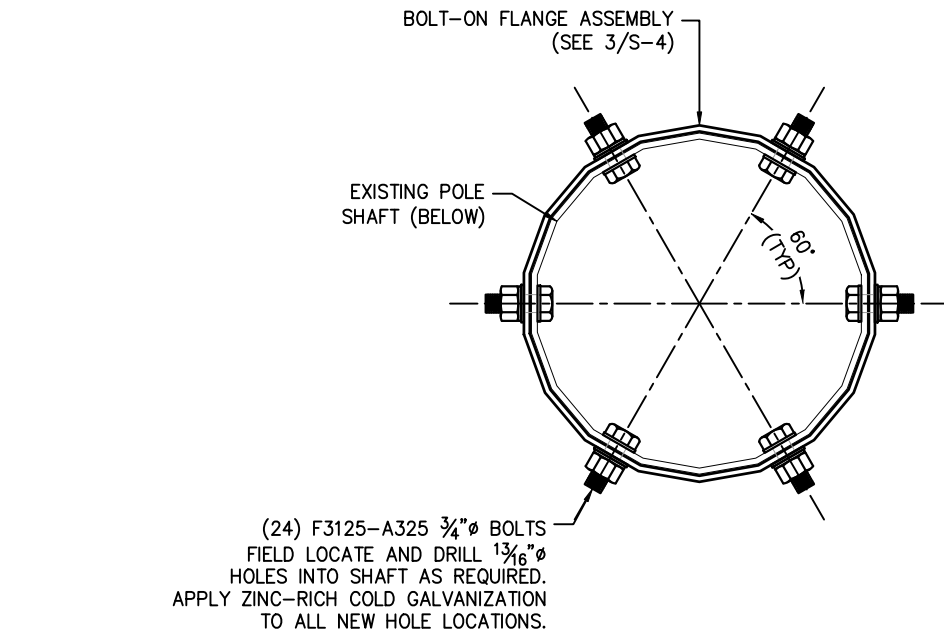 BOLT-ON FLANGE ASSEMBLY
(SEE 3/S-4)
EXISTING POLE
SHAFT (BELOW)
60°
(TYP)
(24) F3125-A325 3/4"ø BOLTS
FIELD LOCATE AND DRILL 13/16"ø
HOLES INTO SHAFT AS REQUIRED.
APPLY ZINC-RICH COLD GALVANIZATION
TO ALL NEW HOLE LOCATIONS.